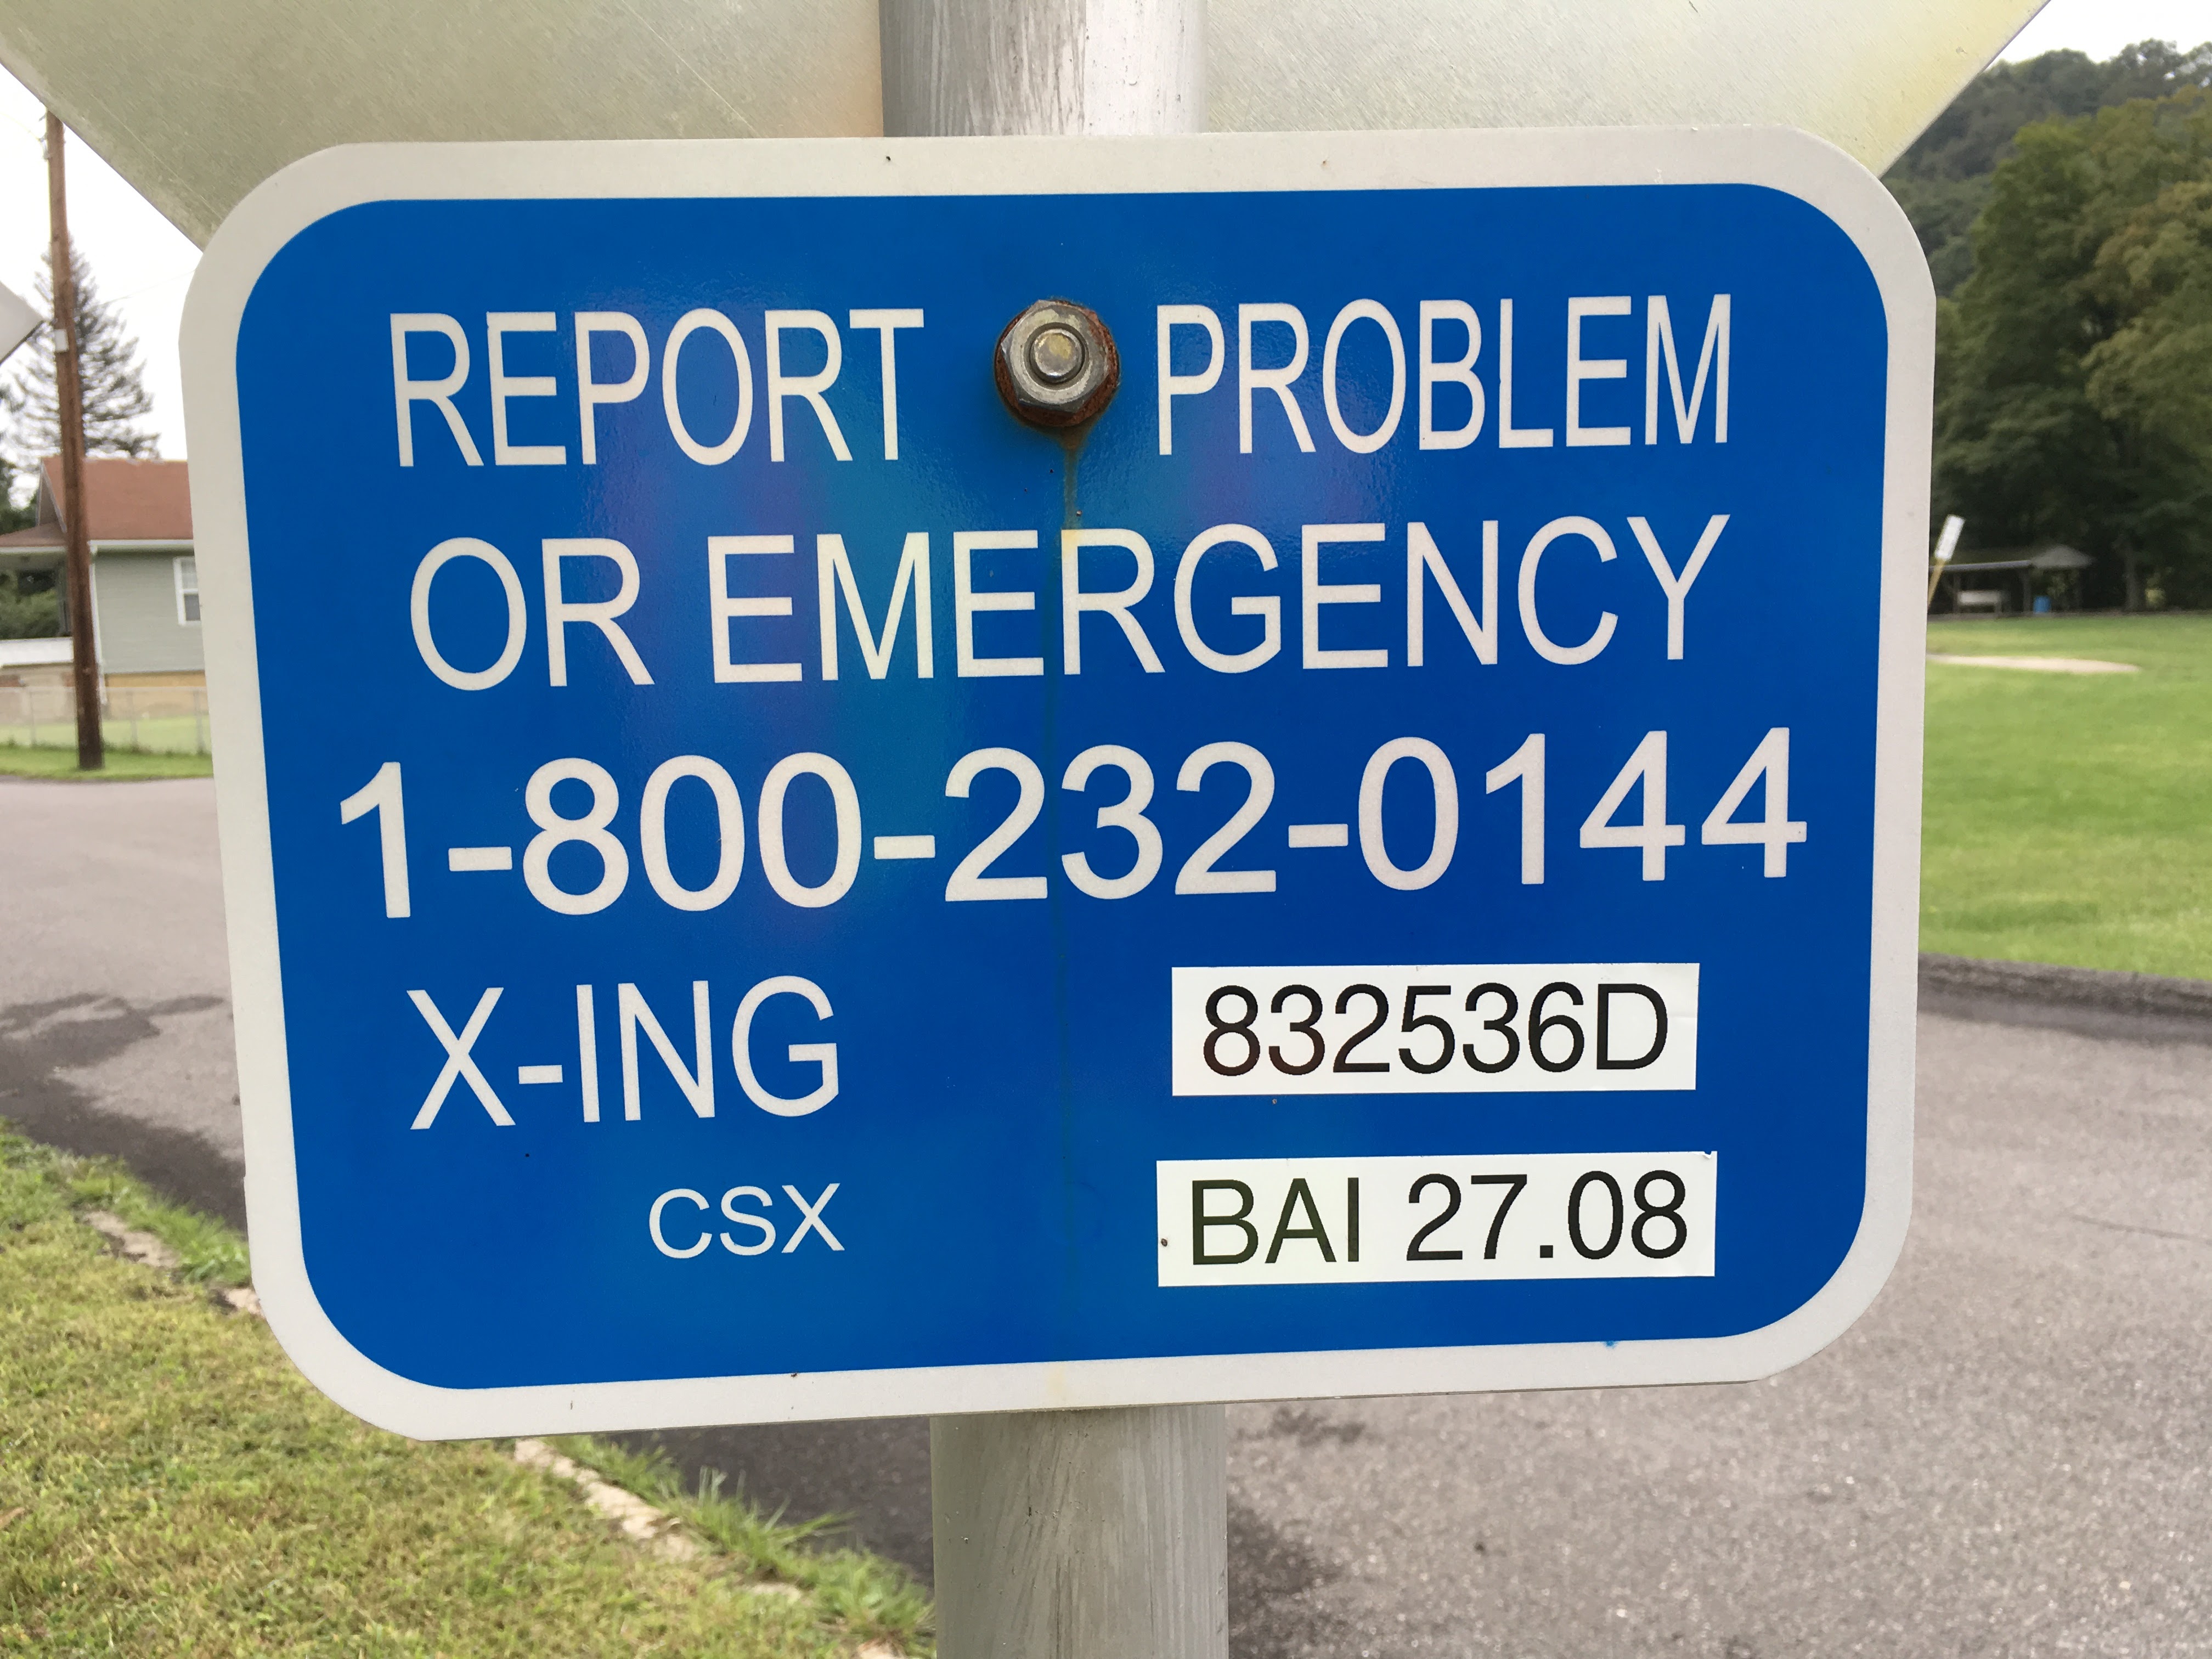 REPORT PROBLEM
OR EMERGENCY
1-800-232-0144
X-ING 832536D
CSX BAI 27.08